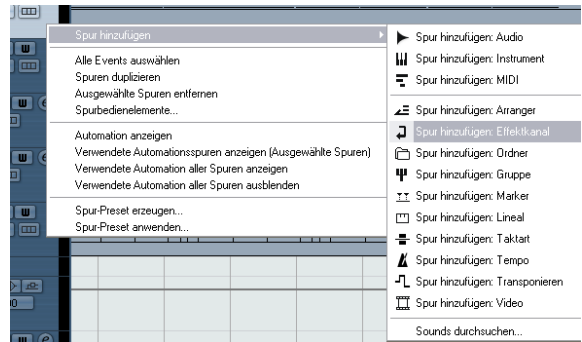 Spur hinzufügen
Alle Events auswählen
Spuren duplizieren
Ausgewählte Spuren entfernen
Spurbedienelemente...
Automation anzeigen
Verwendete Automationsspuren anzeigen (Ausgewählte Spuren)
Verwendete Automation aller Spuren anzeigen
Verwendete Automation aller Spuren ausblenden
Spur-Preset erzeugen...
Spur-Preset anwenden...
Spur hinzufügen: Audio
Spur hinzufügen: Instrument
Spur hinzufügen: MIDI
Spur hinzufügen: Arranger
Spur hinzufügen: Effektkanal
Spur hinzufügen: Ordner
Spur hinzufügen: Gruppe
Spur hinzufügen: Marker
Spur hinzufügen: Lineal
Spur hinzufügen: Taktart
Spur hinzufügen: Tempo
Spur hinzufügen: Transponieren
Spur hinzufügen: Video
Sounds durchsuchen...